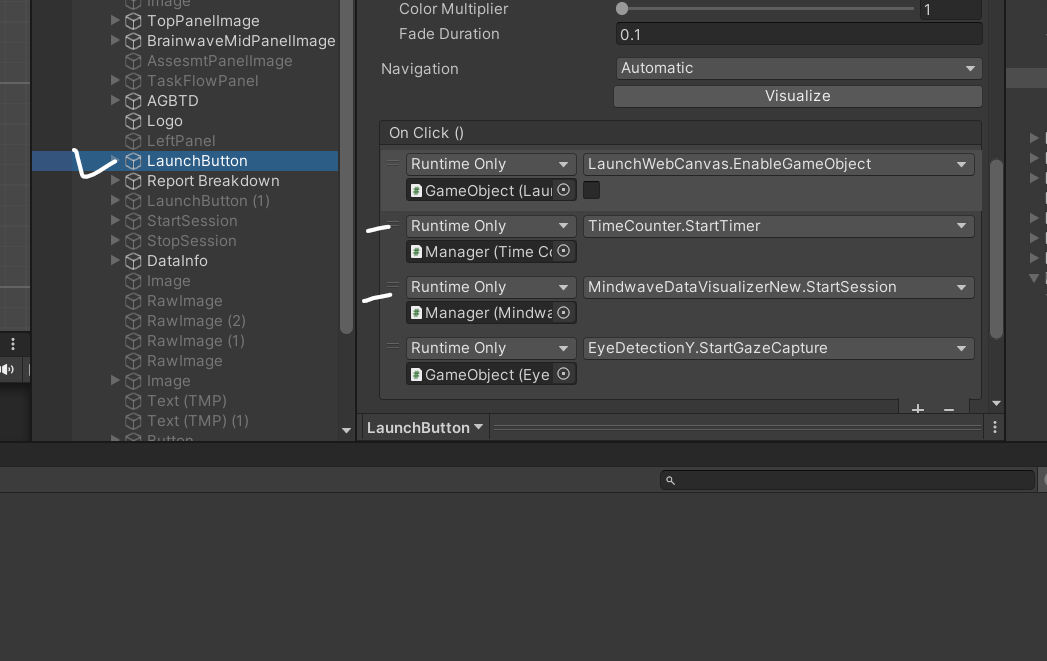 Image
TopPanelImage
BrainwaveMidPanelImage
AssesmtPanelImage
TaskFlowPanel
AGBTD
Logo
LeftPanel
LaunchButton
Report Breakdown
LaunchButton (1)
StartSession
StopSession
DataInfo
Image
RawImage
RawImage (2)
RawImage (1)
RawImage
Image
Text (TMP)
Text (TMP) (1)
Button
Color Multiplier 1
Fade Duration 0.1
Navigation Automatic
Visualize
On Click ()
Runtime Only LaunchWebCanvas.EnableGameObject
GameObject (Lau
Runtime Only TimeCounter.StartTimer
Manager (Time Co
Runtime Only MindwaveDataVisualizerNew.StartSession
Manager (Mindwa
Runtime Only EyeDetectionY.StartGazeCapture
GameObject (Eye
LaunchButton